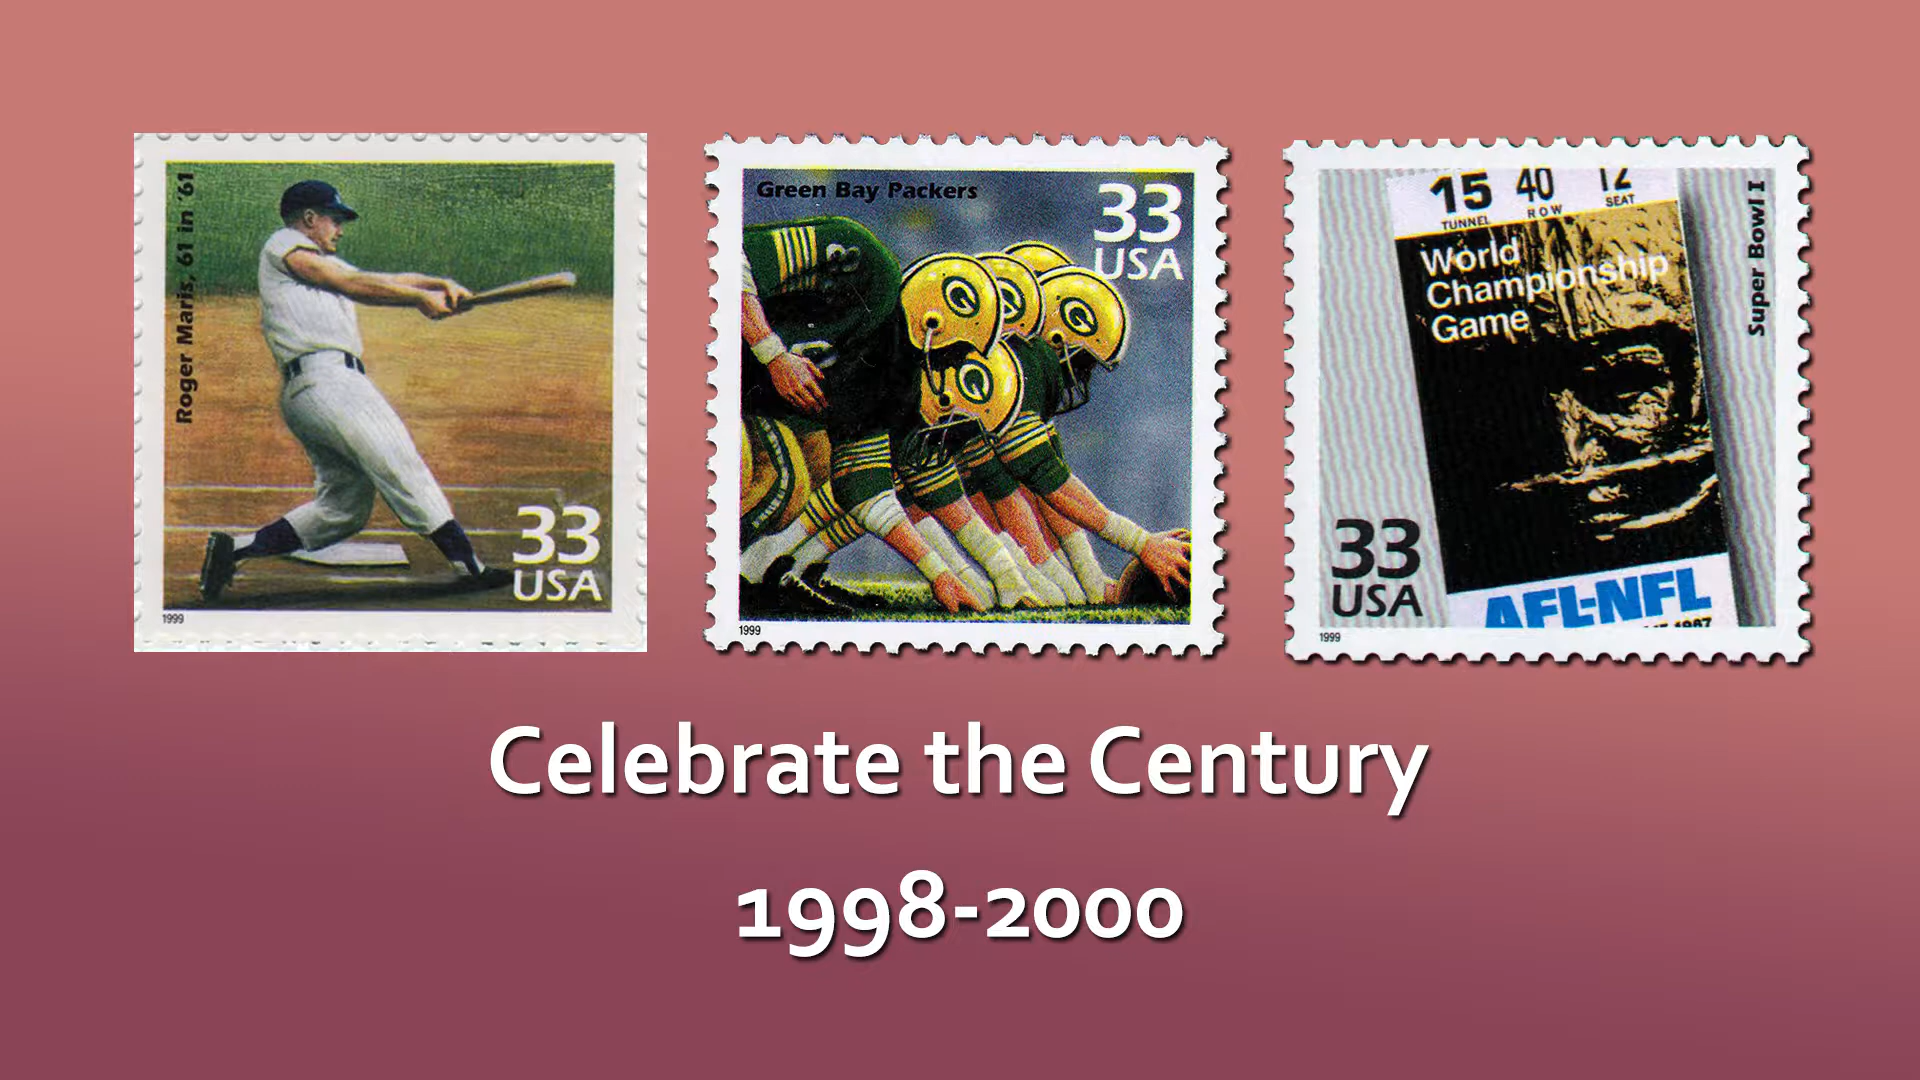 Roger Maris, 61 in '61
33
USA
1999
Green Bay Packers
33
USA
1999
15 40 12
TUNNEL ROW SEAT
World
Championship
Game
AFL-NFL
Super Bowl I
33
USA
1999
Celebrate the Century
1998-2000